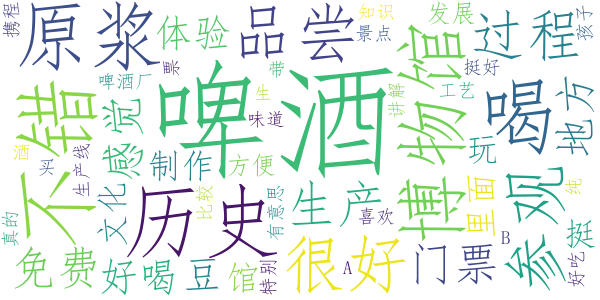 携程
原浆
体验
品尝
知识
景点
发展
过程
孩子
啤酒厂
票
带
挺好
不错
感觉
啤酒
博物馆
喝
地方
生
味道
讲解
工艺
酒
买
生产线
制作
方便
玩
文化
历史
比较
有意思
生产
喜欢
里面
参观
纯
真的
免费
好喝
豆
馆
特别
A
很好
门票
B
挺
好吃